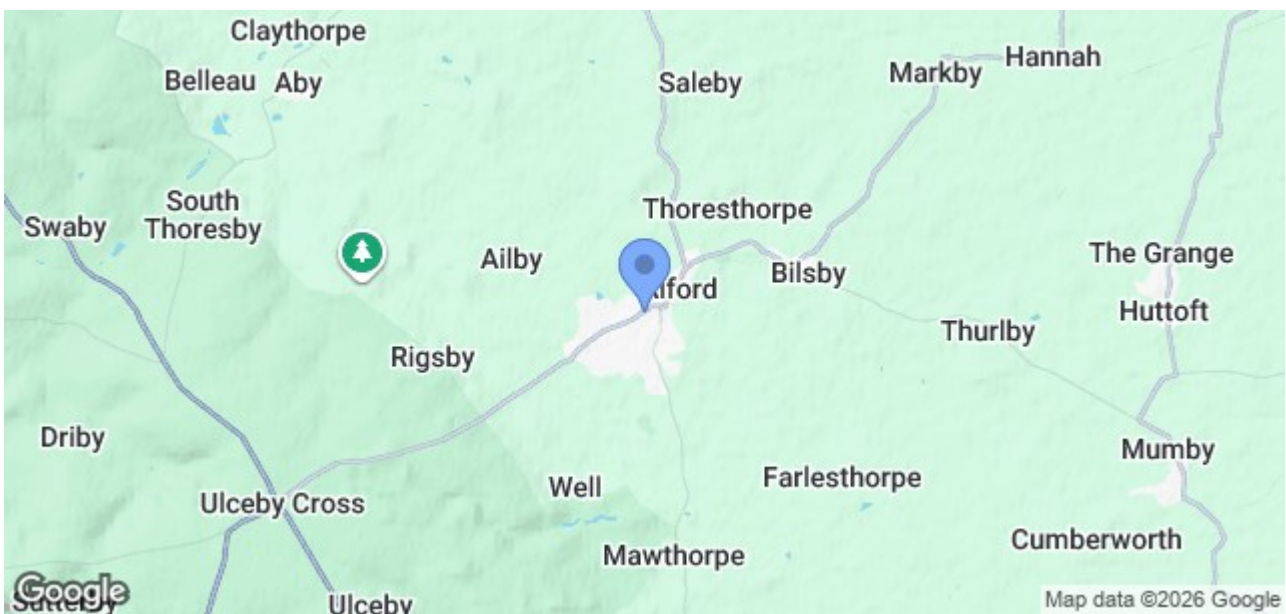 Claythorpe
Belleau
Aby
Saleby
Markby
Hannah
South
Thoresby
Swaby
Thoresthorpe
Ailby
Bilsby
The Grange
Alford
Huttoft
Thurlby
Rigsby
Driby
Mumby
Well
Farlesthorpe
Ulceby Cross
Cumberworth
Mawthorpe
Google
Ulceby
Map data ©2026 Google